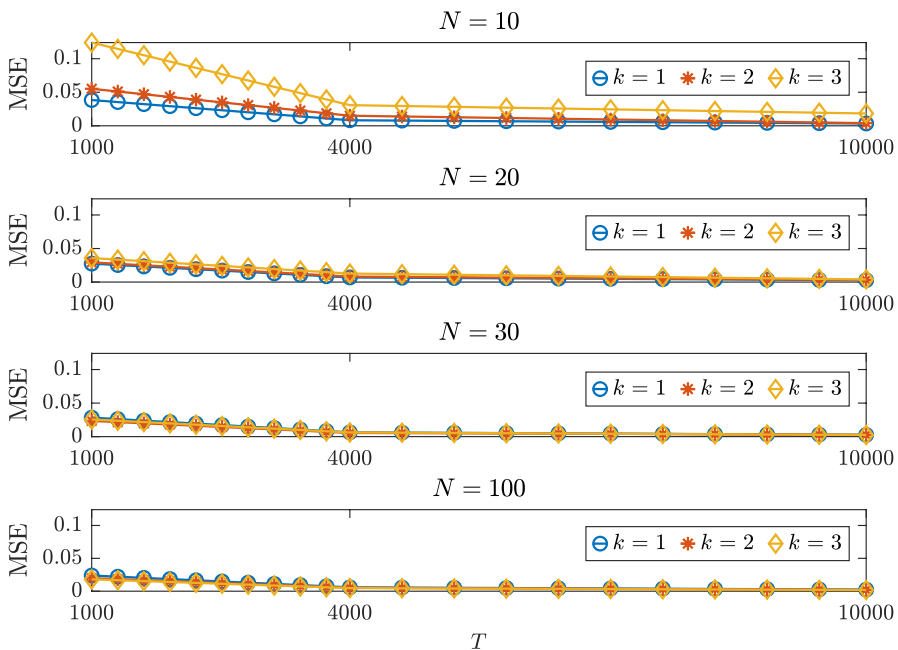 N = 10
MSE
0.1
0.05
0
k = 1 k = 2 k = 3
1000 4000 10000
N = 20
MSE
0.1
0.05
0
k = 1 k = 2 k = 3
1000 4000 10000
N = 30
MSE
0.1
0.05
0
k = 1 k = 2 k = 3
1000 4000 10000
N = 100
MSE
0.1
0.05
0
k = 1 k = 2 k = 3
1000 4000 10000
T